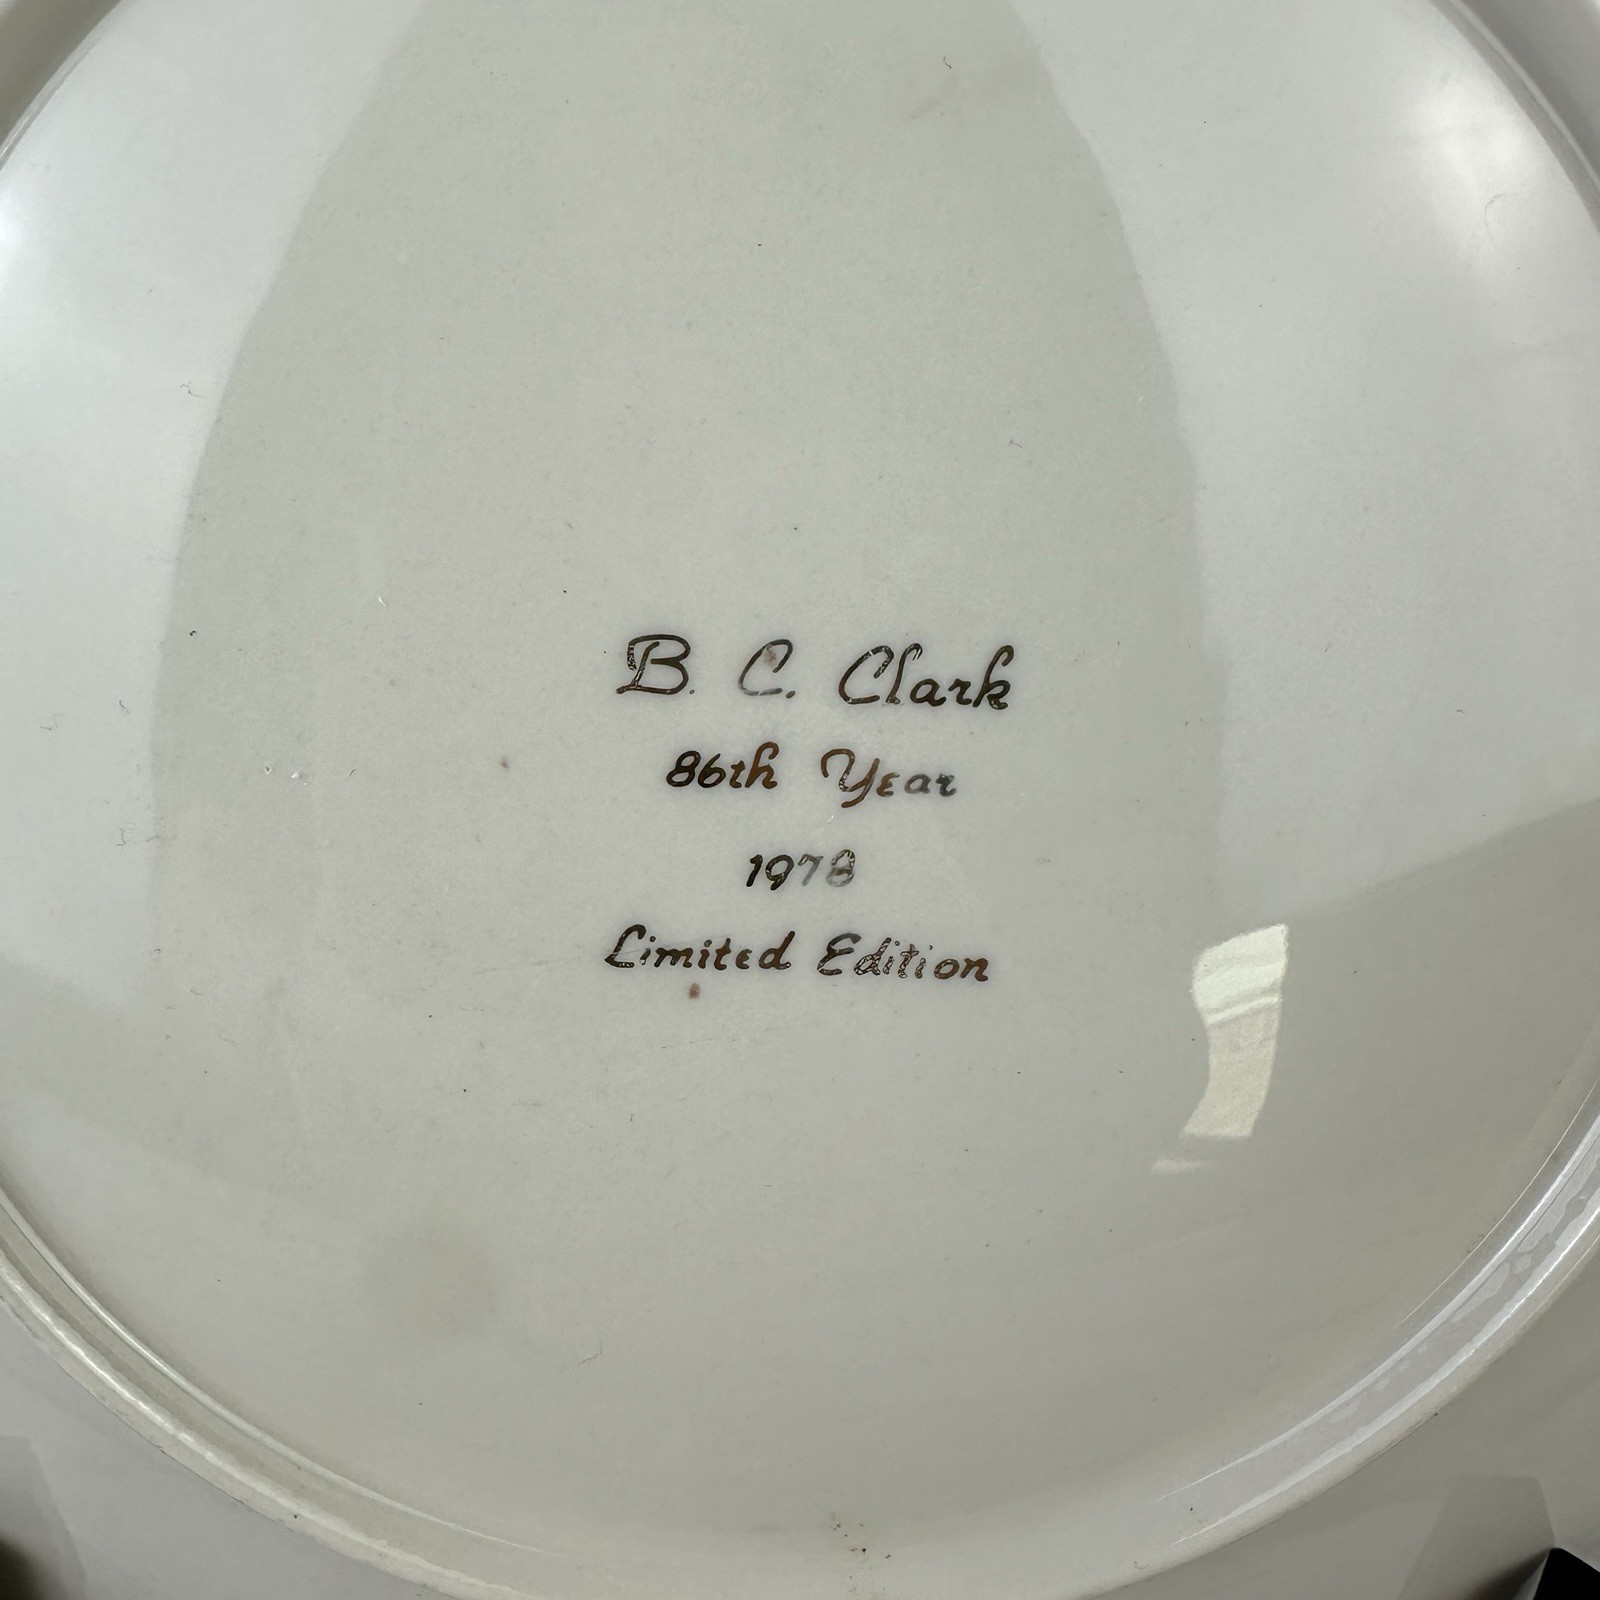 B. C. Clark
86th Year
1978
Limited Edition